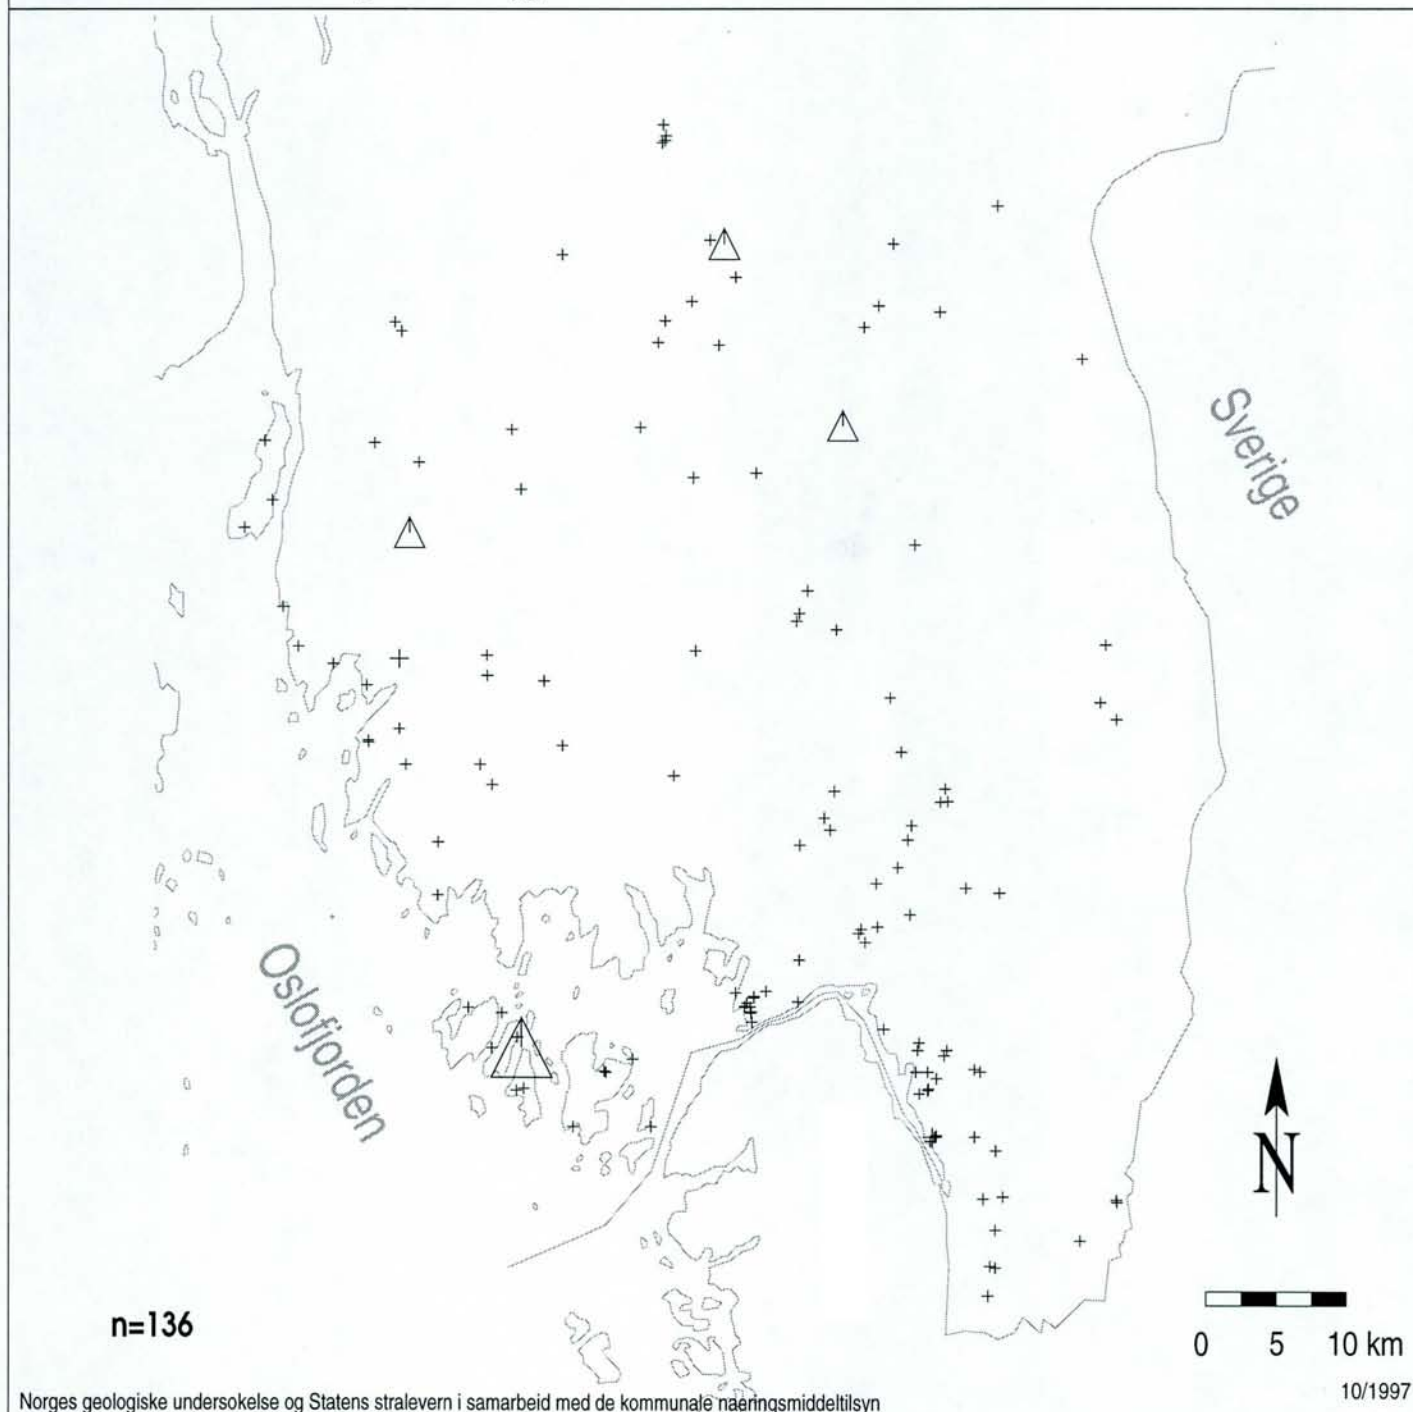 Sverige
Oslofjorden
N
n=136
0 5 10 km
10/1997
Norges geologiske undersokelse og Statens stralevern i samarbeid med de kommunale næringsmiddeltilsyn